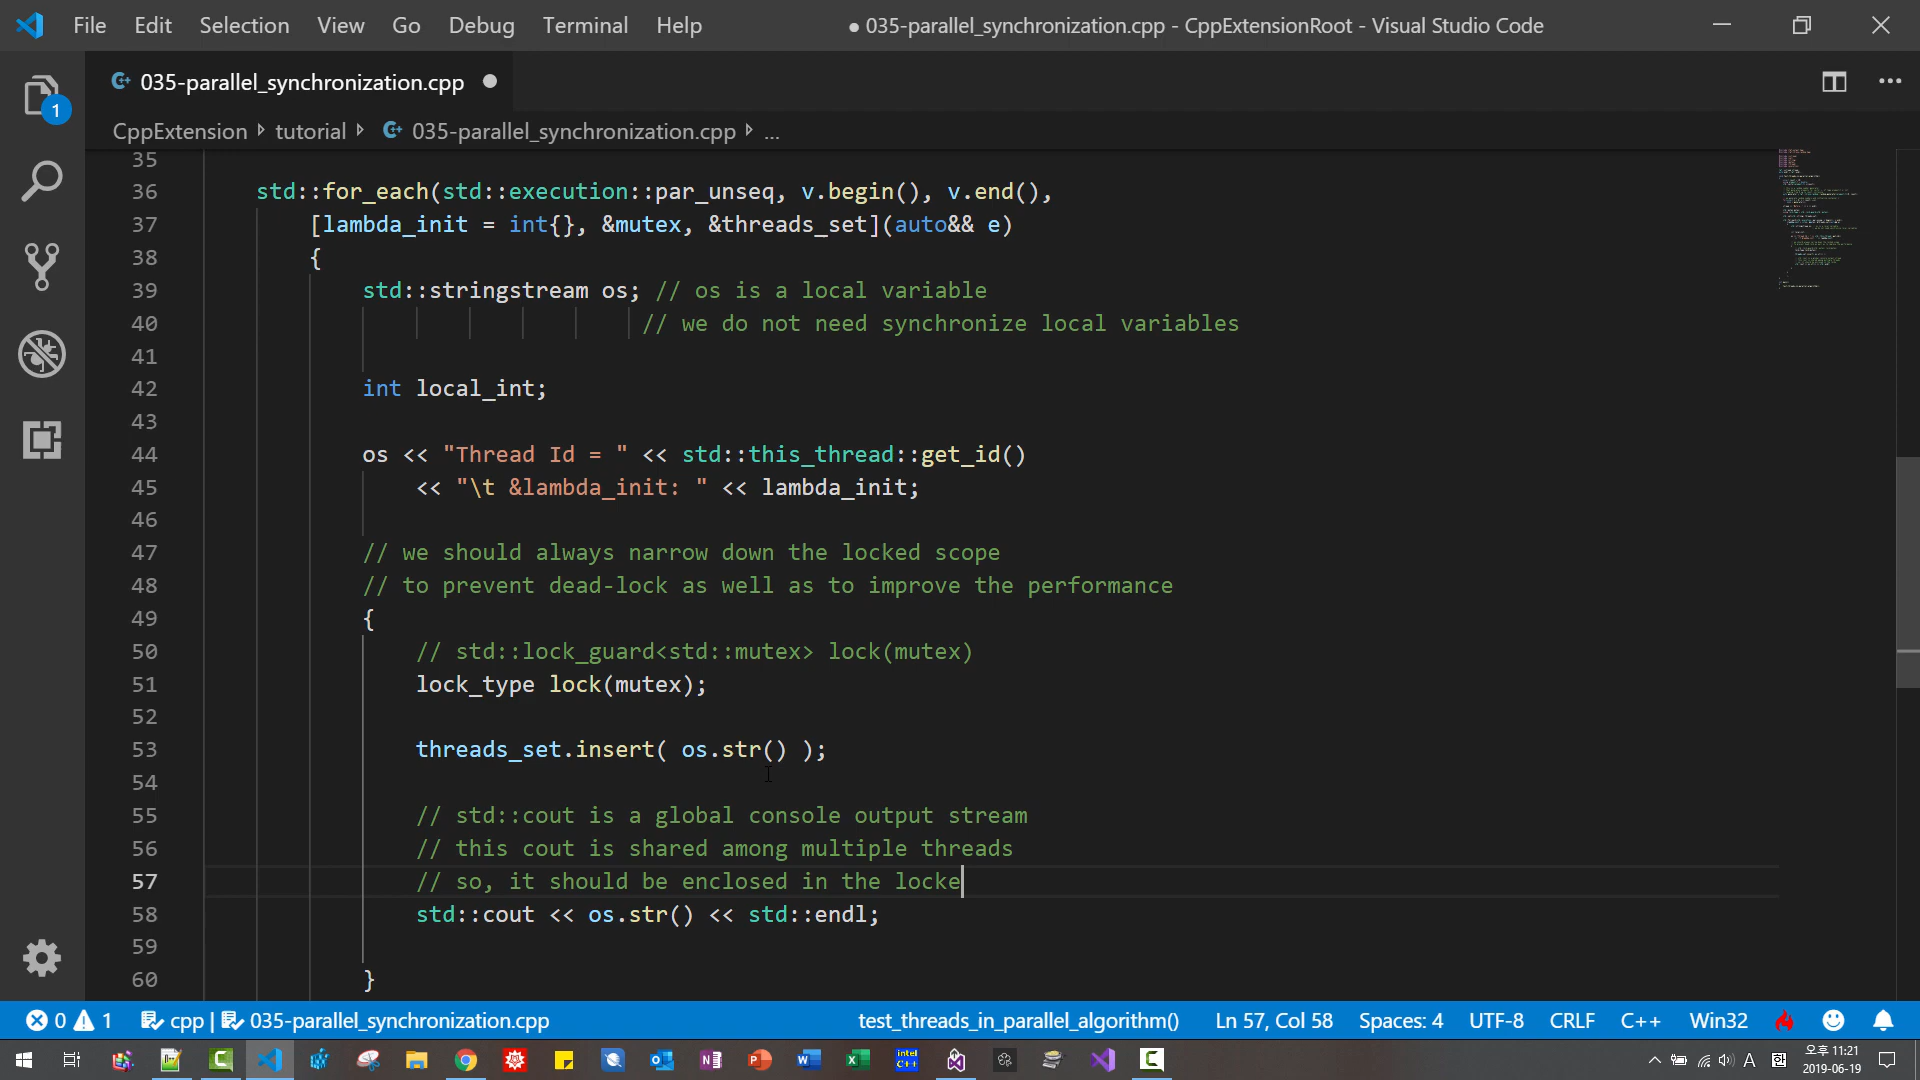 File Edit Selection View Go Debug Terminal Help
● 035-parallel_synchronization.cpp - CppExtensionRoot - Visual Studio Code
1
035-parallel_synchronization.cpp ●
CppExtension tutorial 035-parallel_synchronization.cpp ...
35
36 std::for_each(std::execution::par_unseq, v.begin(), v.end(),
37 [lambda_init = int{}, &mutex, &threads_set](auto&& e)
38 {
39 std::stringstream os; // os is a local variable
40 // we do not need synchronize local variables
41
42 int local_int;
43
44 os << "Thread Id = " << std::this_thread::get_id()
45 << "\t &lambda_init: " << lambda_init;
46
47 // we should always narrow down the locked scope
48 // to prevent dead-lock as well as to improve the performance
49 {
50 // std::lock_guard<std::mutex> lock(mutex)
51 lock_type lock(mutex);
52
53 threads_set.insert( os.str() );
54
55 // std::cout is a global console output stream
56 // this cout is shared among multiple threads
57 // so, it should be enclosed in the locke
58 std::cout << os.str() << std::endl;
59
60 }
0 1 cpp | 035-parallel_synchronization.cpp test_threads_in_parallel_algorithm() Ln 57, Col 58 Spaces: 4 UTF-8 CRLF C++ Win32
intel C++
A 오후 11:21
2019-06-19